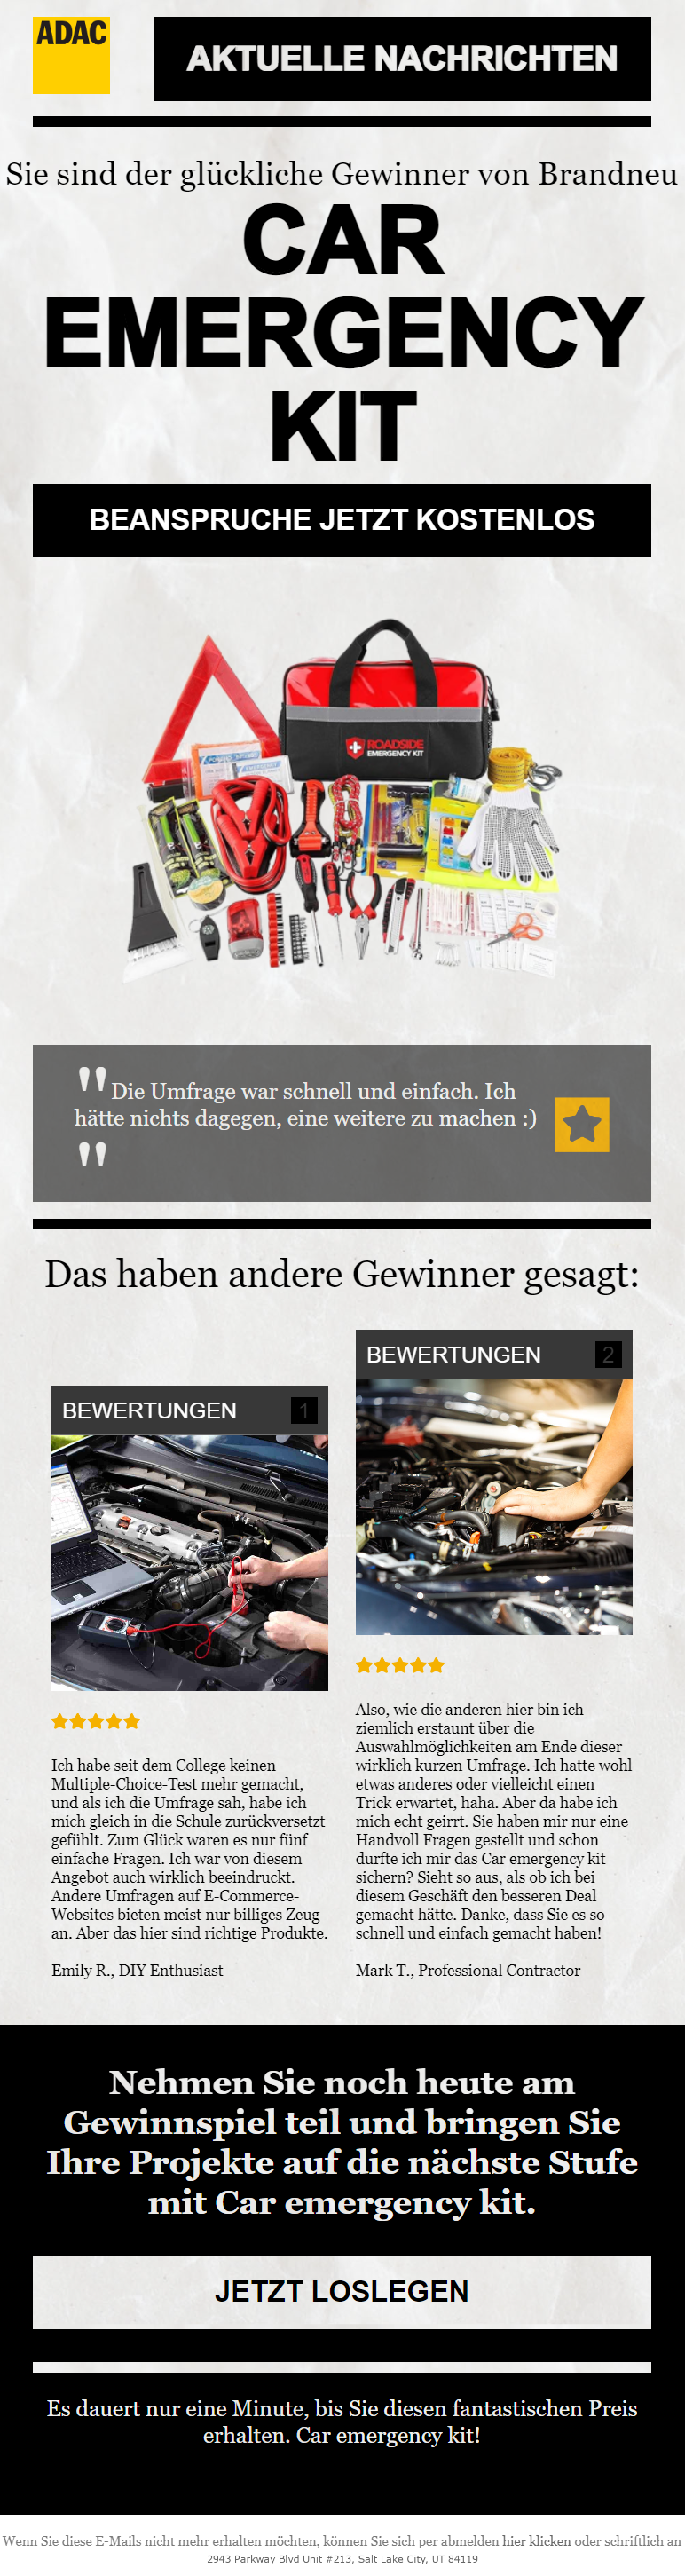 ADAC
AKTUELLE NACHRICHTEN
Sie sind der glückliche Gewinner von Brandneu
CAR
EMERGENCY
KIT
BEANSPRUCHE JETZT KOSTENLOS
ROADSIDE
EMERGENCY KIT
"Die Umfrage war schnell und einfach. Ich
hätte nichts dagegen, eine weitere zu machen :)
"
Das haben andere Gewinner gesagt:
BEWERTUNGEN 1
Ich habe seit dem College keinen
Multiple-Choice-Test mehr gemacht,
und als ich die Umfrage sah, habe ich
mich gleich in die Schule zurückversetzt
gefühlt. Zum Glück waren es nur fünf
einfache Fragen. Ich war von diesem
Angebot auch wirklich beeindruckt.
Andere Umfragen auf E-Commerce-
Websites bieten meist nur billiges Zeug
an. Aber das hier sind richtige Produkte.
Emily R., DIY Enthusiast
BEWERTUNGEN 2
Also, wie die anderen hier bin ich
ziemlich erstaunt über die
Auswahlmöglichkeiten am Ende dieser
wirklich kurzen Umfrage. Ich hatte wohl
etwas anderes oder vielleicht einen
Trick erwartet, haha. Aber da habe ich
mich echt geirrt. Sie haben mir nur eine
Handvoll Fragen gestellt und schon
durfte ich mir das Car emergency kit
sichern? Sieht so aus, als ob ich bei
diesem Geschäft den besseren Deal
gemacht hätte. Danke, dass Sie es so
schnell und einfach gemacht haben!
Mark T., Professional Contractor
Nehmen Sie noch heute am
Gewinnspiel teil und bringen Sie
Ihre Projekte auf die nächste Stufe
mit Car emergency kit.
JETZT LOSLEGEN
Es dauert nur eine Minute, bis Sie diesen fantastischen Preis
erhalten. Car emergency kit!
Wenn Sie diese E-Mails nicht mehr erhalten möchten, können Sie sich per abmelden hier klicken oder schriftlich an
2943 Parkway Blvd Unit #213, Salt Lake City, UT 84119